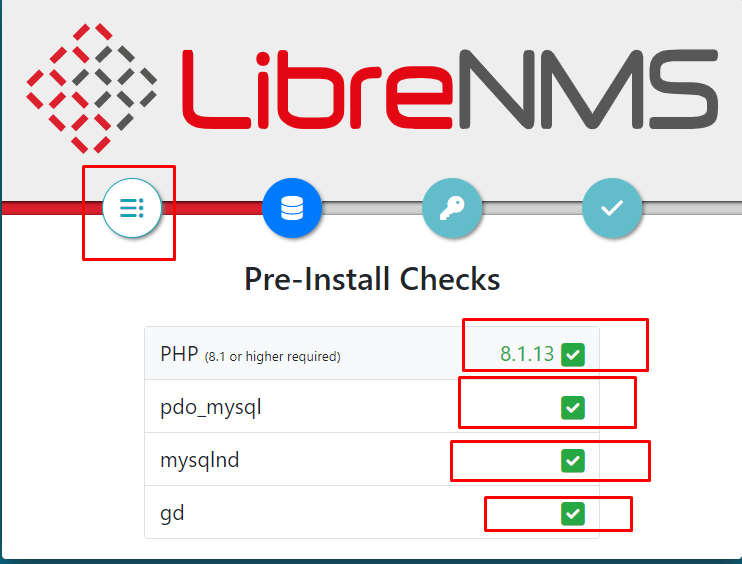 LibreNMS
Pre-Install Checks
PHP (8.1 or higher required) 8.1.13
pdo_mysql
mysqlnd
gd